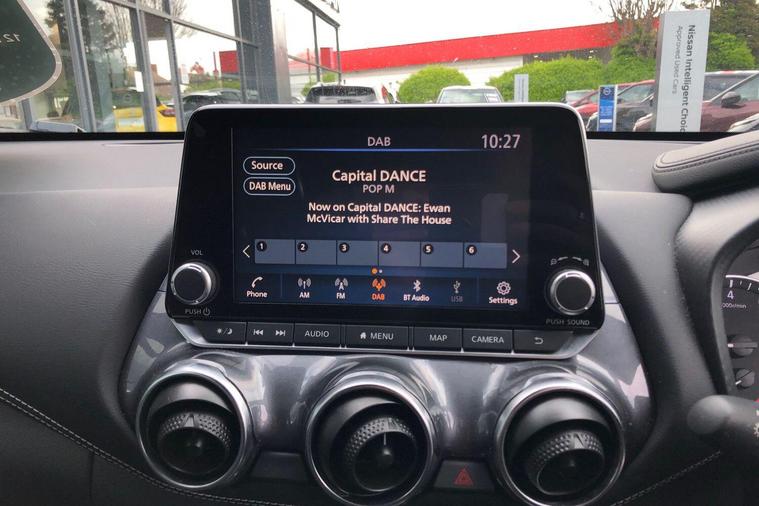 Nissan Intelligent Choice
Approved Used Cars
DAB
10:27
Source
DAB Menu
Capital DANCE
POP M
Now on Capital DANCE: Ewan
McVicar with Share The House
1 2 3 4 5 6
Phone AM FM DAB BT Audio USB Settings
VOL
PUSH
PUSH SOUND
AUDIO MENU MAP CAMERA
4